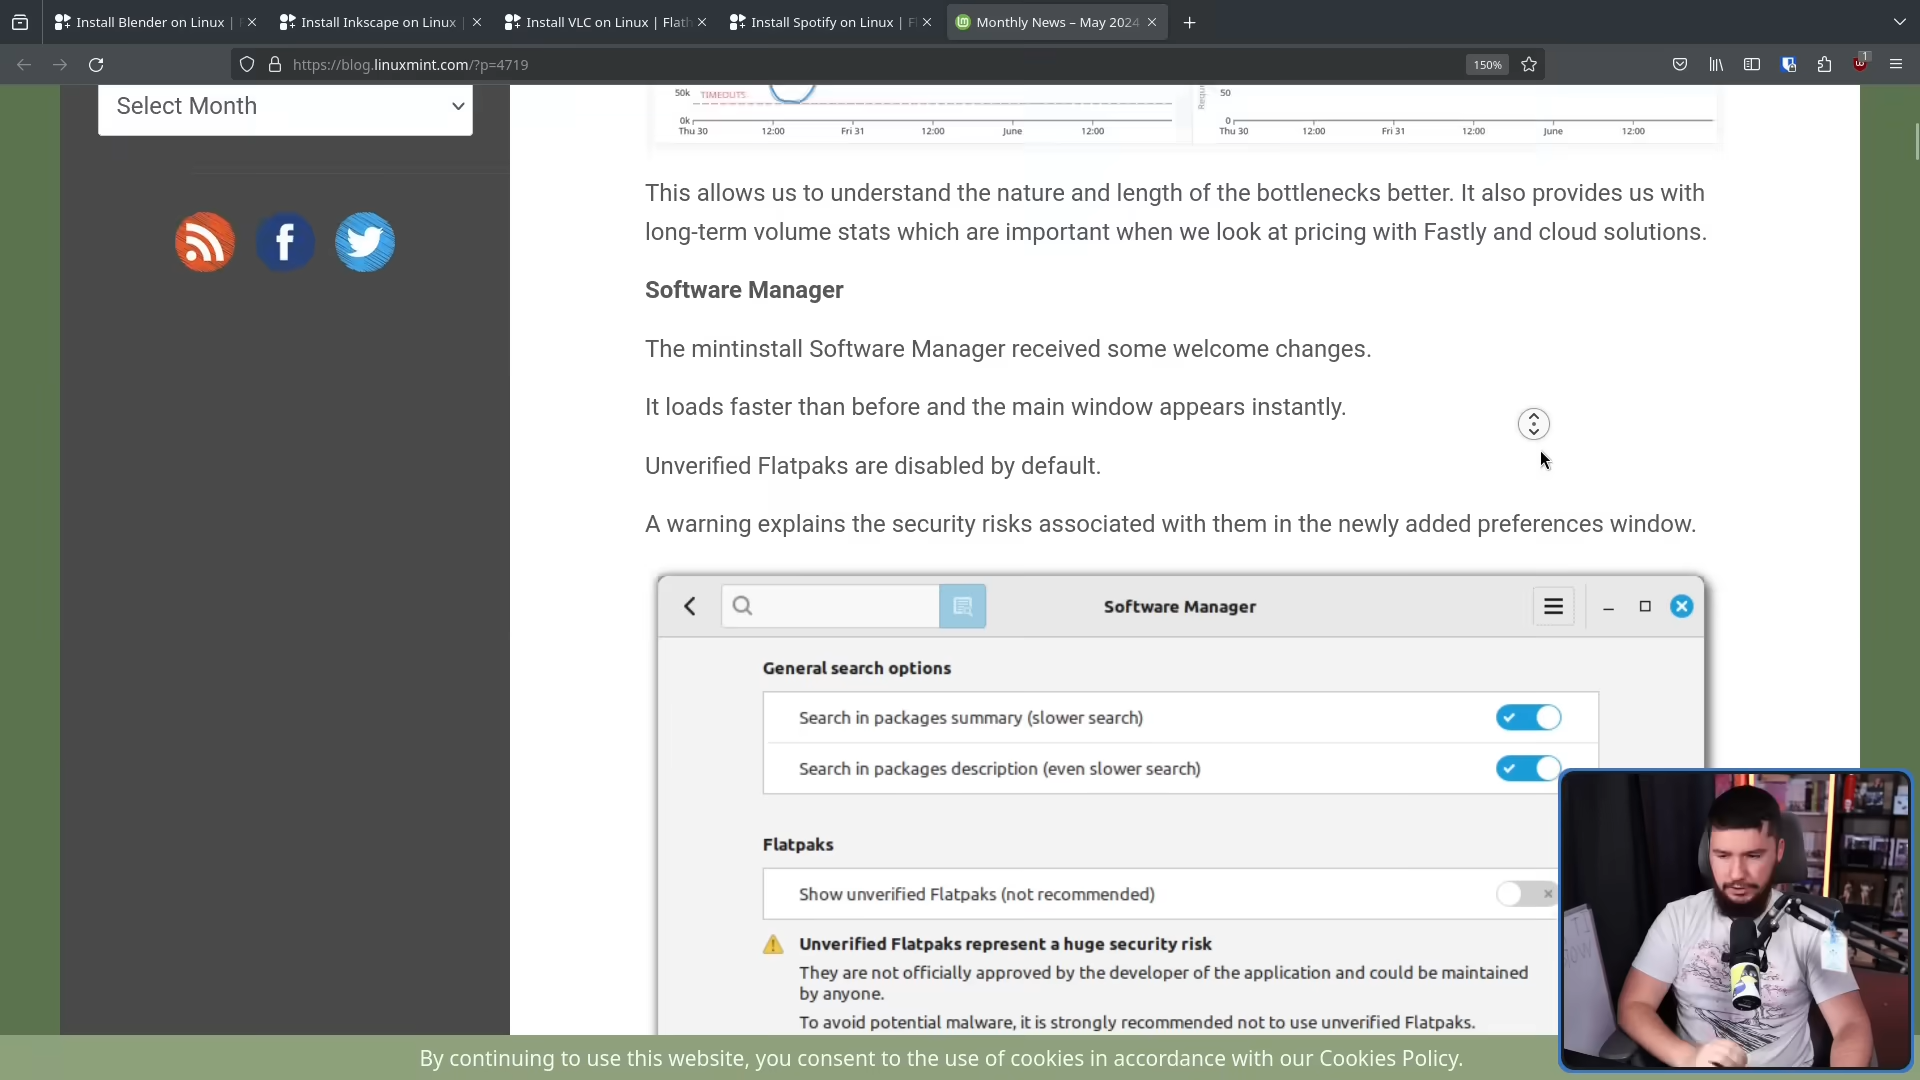 Install Blender on Linux |
Install Inkscape on Linux |
Install VLC on Linux | Flath
Install Spotify on Linux | Fl
Monthly News – May 2024
https://blog.linuxmint.com/?p=4719
150%
1
Select Month
50k
TIMEOUTS
0k
Thu 30
12:00
Fri 31
12:00
June
12:00
50
0
Thu 30
12:00
Fri 31
12:00
June
12:00
This allows us to understand the nature and length of the bottlenecks better. It also provides us with
long-term volume stats which are important when we look at pricing with Fastly and cloud solutions.
Software Manager
The mintinstall Software Manager received some welcome changes.
It loads faster than before and the main window appears instantly.
Unverified Flatpaks are disabled by default.
A warning explains the security risks associated with them in the newly added preferences window.
Software Manager
General search options
Search in packages summary (slower search)
Search in packages description (even slower search)
Flatpaks
Show unverified Flatpaks (not recommended)
Unverified Flatpaks represent a huge security risk
They are not officially approved by the developer of the application and could be maintained
by anyone.
To avoid potential malware, it is strongly recommended not to use unverified Flatpaks.
By continuing to use this website, you consent to the use of cookies in accordance with our Cookies Policy.